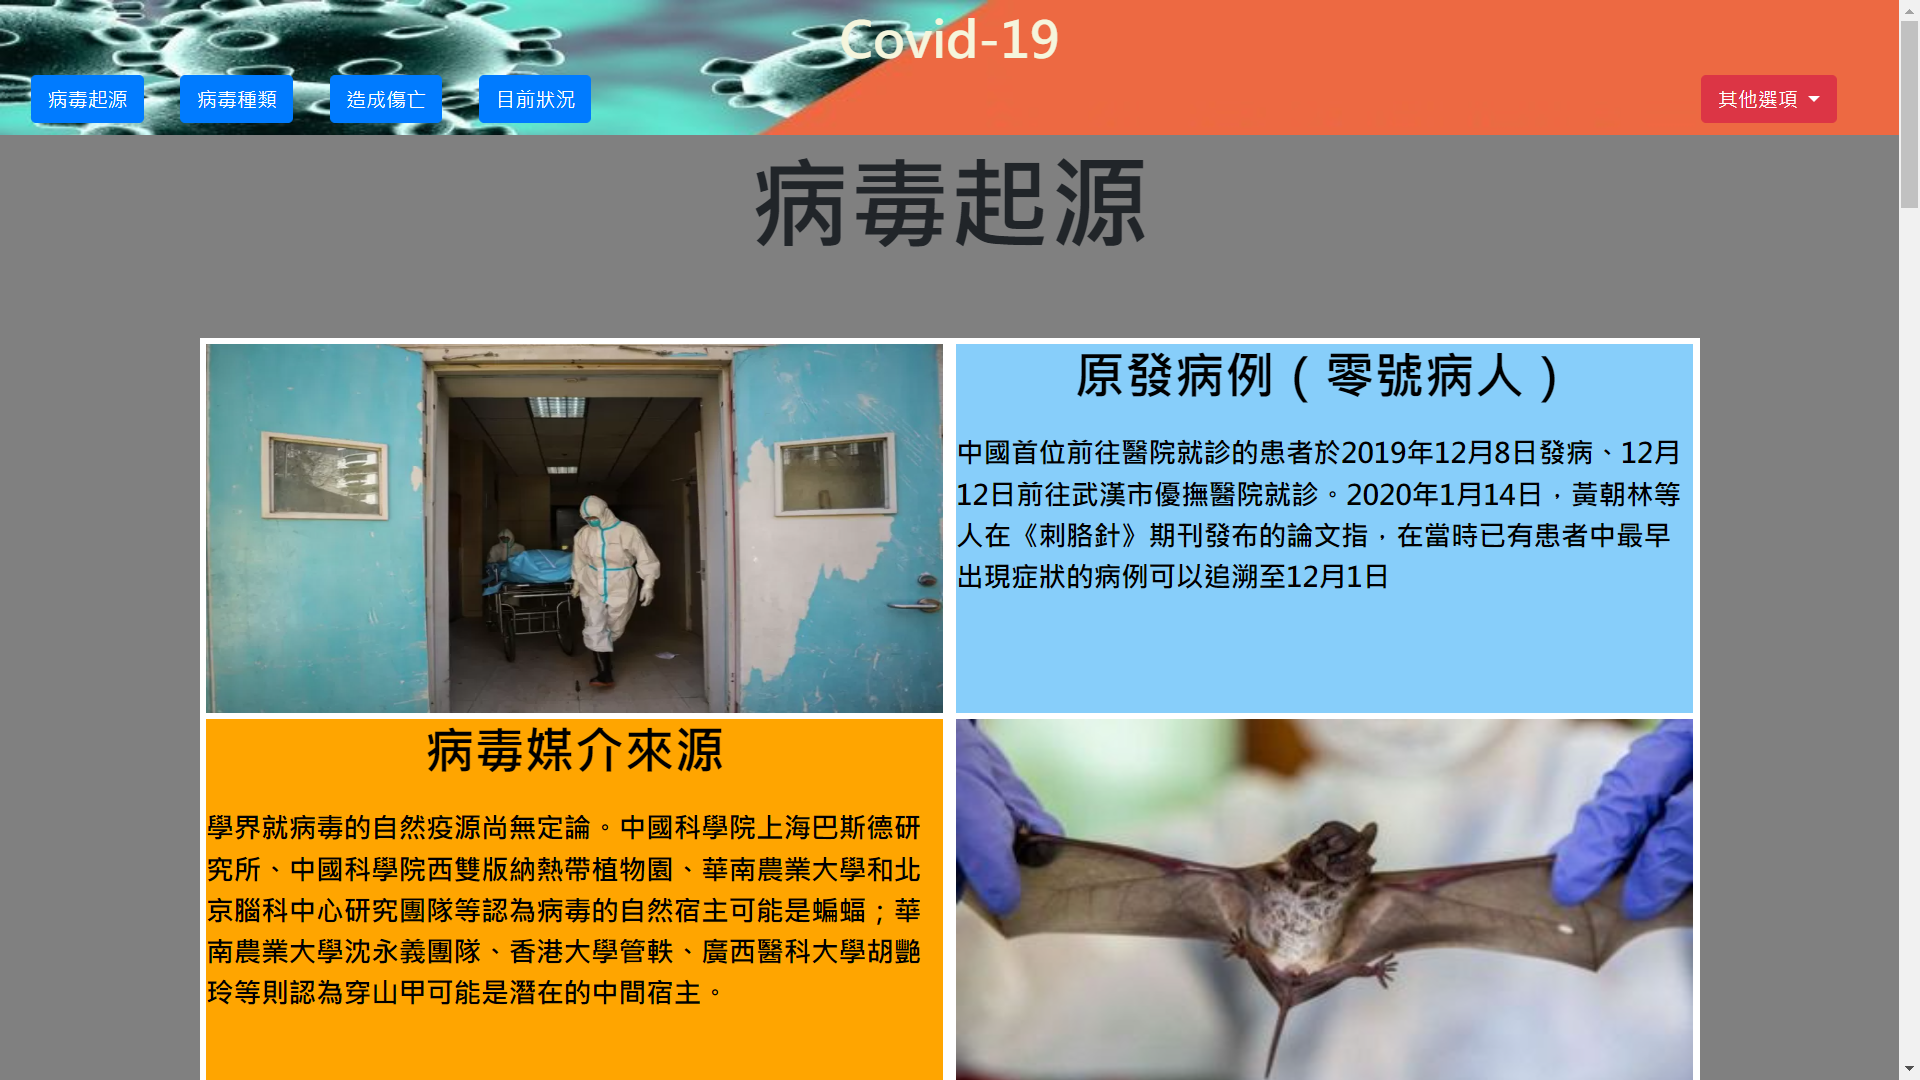 Covid-19
病毒起源
病毒種類
造成傷亡
目前狀況
其他選項
病毒起源
原發病例（零號病人）
中國首位前往醫院就診的患者於2019年12月8日發病、12月
12日前往武漢市優撫醫院就診。2020年1月14日，黃朝林等
人在《刺胳針》期刊發布的論文指，在當時已有患者中最早
出現症狀的病例可以追溯至12月1日
病毒媒介來源
學界就病毒的自然疫源尚無定論。中國科學院上海巴斯德研
究所、中國科學院西雙版納熱帶植物園、華南農業大學和北
京腦科中心研究團隊等認為病毒的自然宿主可能是蝙蝠；華
南農業大學沈永義團隊、香港大學管軼、廣西醫科大學胡艷
玲等則認為穿山甲可能是潛在的中間宿主。